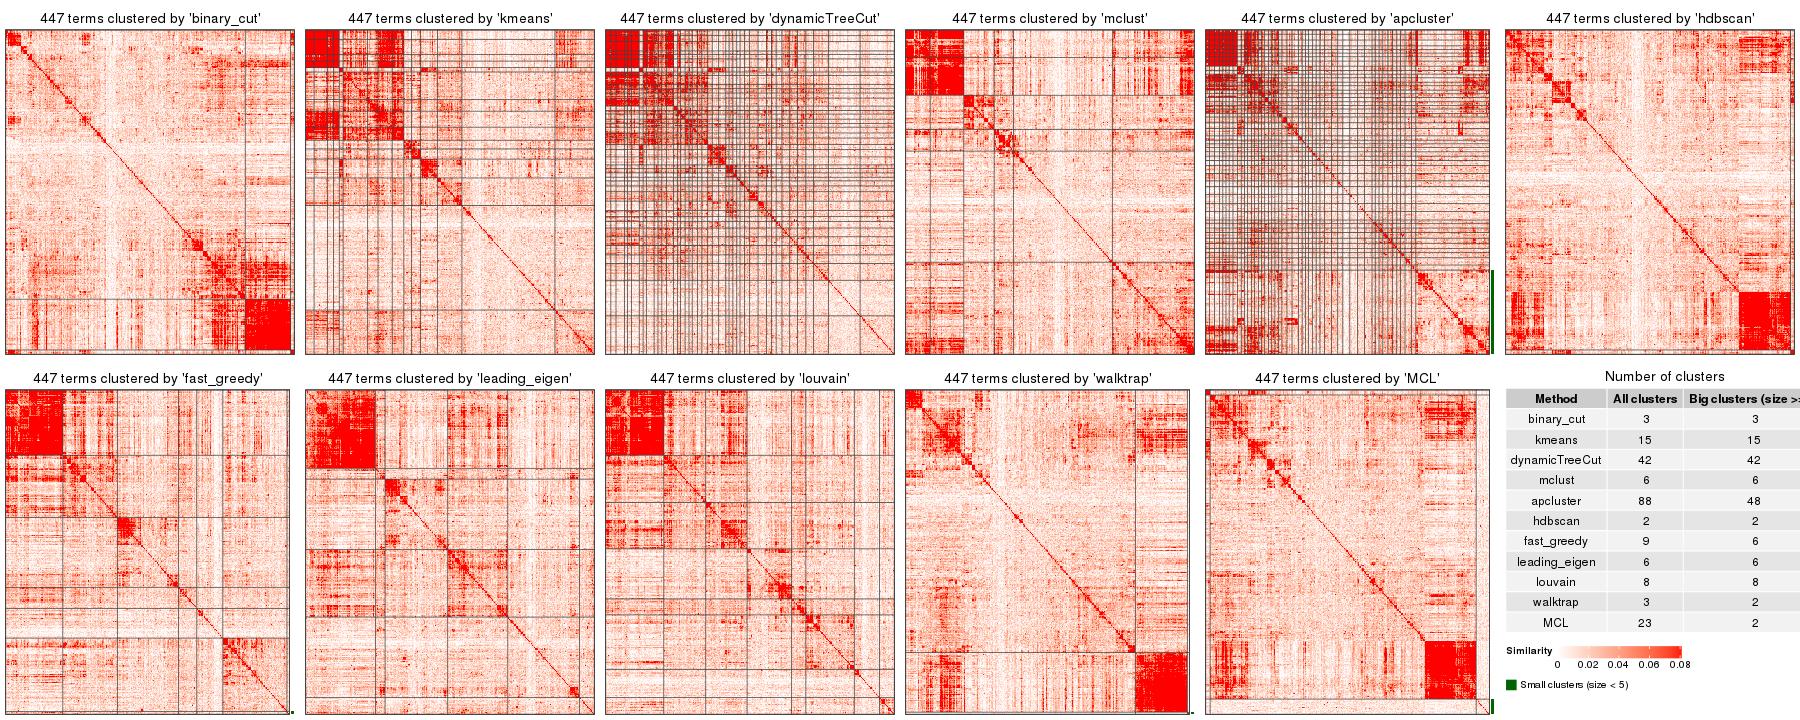 447 terms clustered by 'binary_cut'
447 terms clustered by 'kmeans'
447 terms clustered by 'dynamicTreeCut'
447 terms clustered by 'mclust'
447 terms clustered by 'apcluster'
447 terms clustered by 'hdbscan'
447 terms clustered by 'fast_greedy'
447 terms clustered by 'leading_eigen'
447 terms clustered by 'louvain'
447 terms clustered by 'walktrap'
447 terms clustered by 'MCL'
Number of clusters
Method All clusters Big clusters (size >
binary_cut 3 3
kmeans 15 15
dynamicTreeCut 42 42
mclust 6 6
apcluster 88 48
hdbscan 2 2
fast_greedy 9 6
leading_eigen 6 6
louvain 8 8
walktrap 3 2
MCL 23 2
Similarity
0 0.02 0.04 0.06 0.08
Small clusters (size < 5)